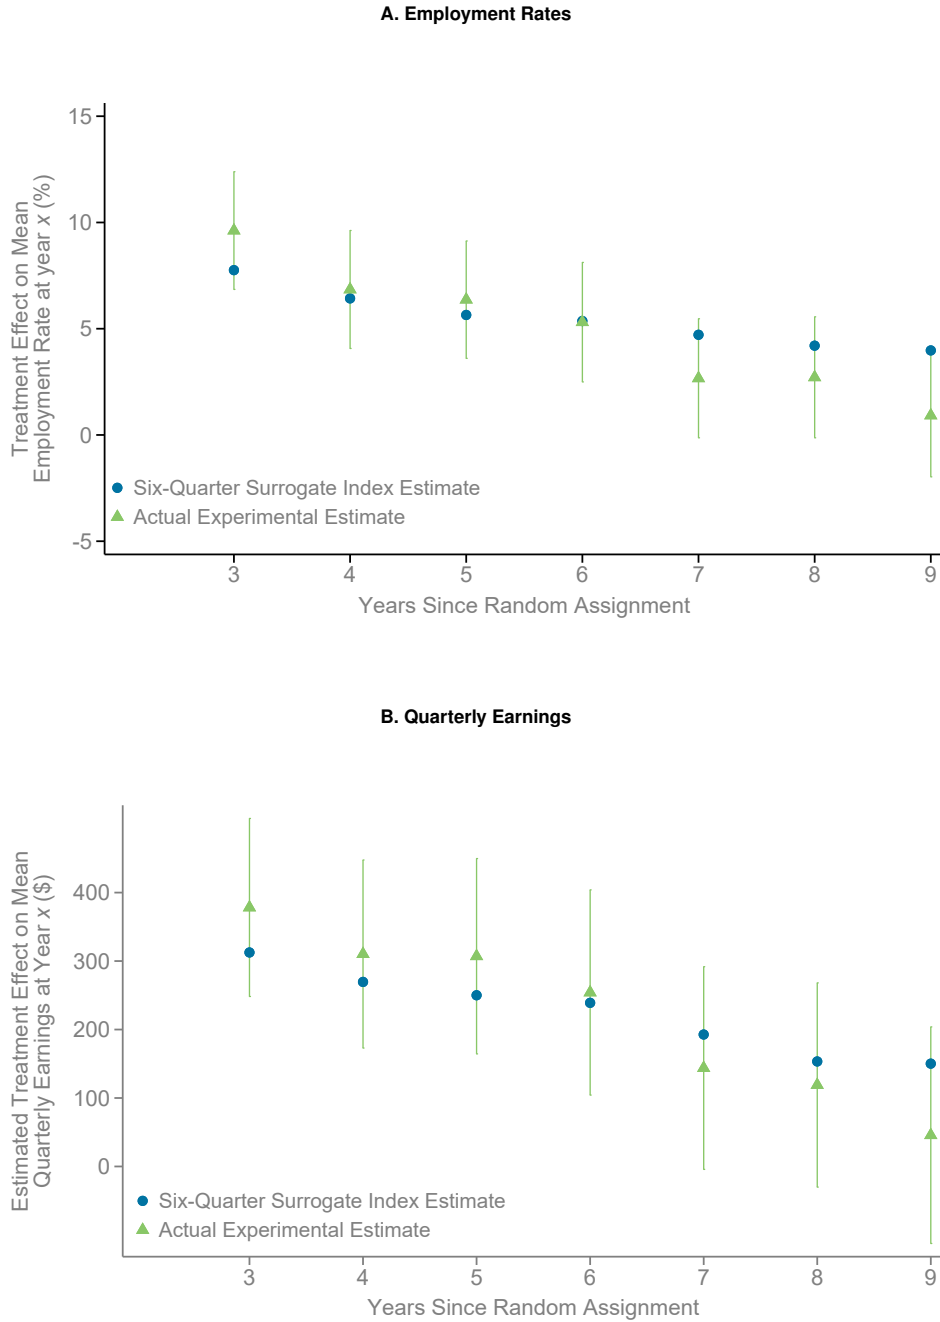 A. Employment Rates
Treatment Effect on Mean
Employment Rate at year x (%)
15
10
5
0
-5
Six-Quarter Surrogate Index Estimate
Actual Experimental Estimate
3 4 5 6 7 8 9
Years Since Random Assignment
B. Quarterly Earnings
Estimated Treatment Effect on Mean
Quarterly Earnings at Year x ($)
400
300
200
100
0
Six-Quarter Surrogate Index Estimate
Actual Experimental Estimate
3 4 5 6 7 8 9
Years Since Random Assignment